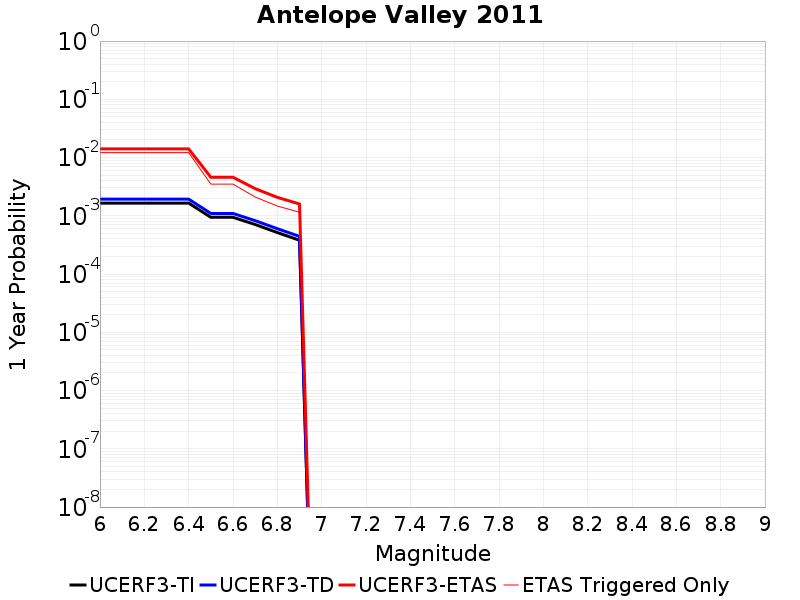 Antelope Valley 2011
1 Year Probability
10^0
10^-1
10^-2
10^-3
10^-4
10^-5
10^-6
10^-7
10^-8
6 6.2 6.4 6.6 6.8 7 7.2 7.4 7.6 7.8 8 8.2 8.4 8.6 8.8 9
Magnitude
UCERF3-TI UCERF3-TD UCERF3-ETAS ETAS Triggered Only